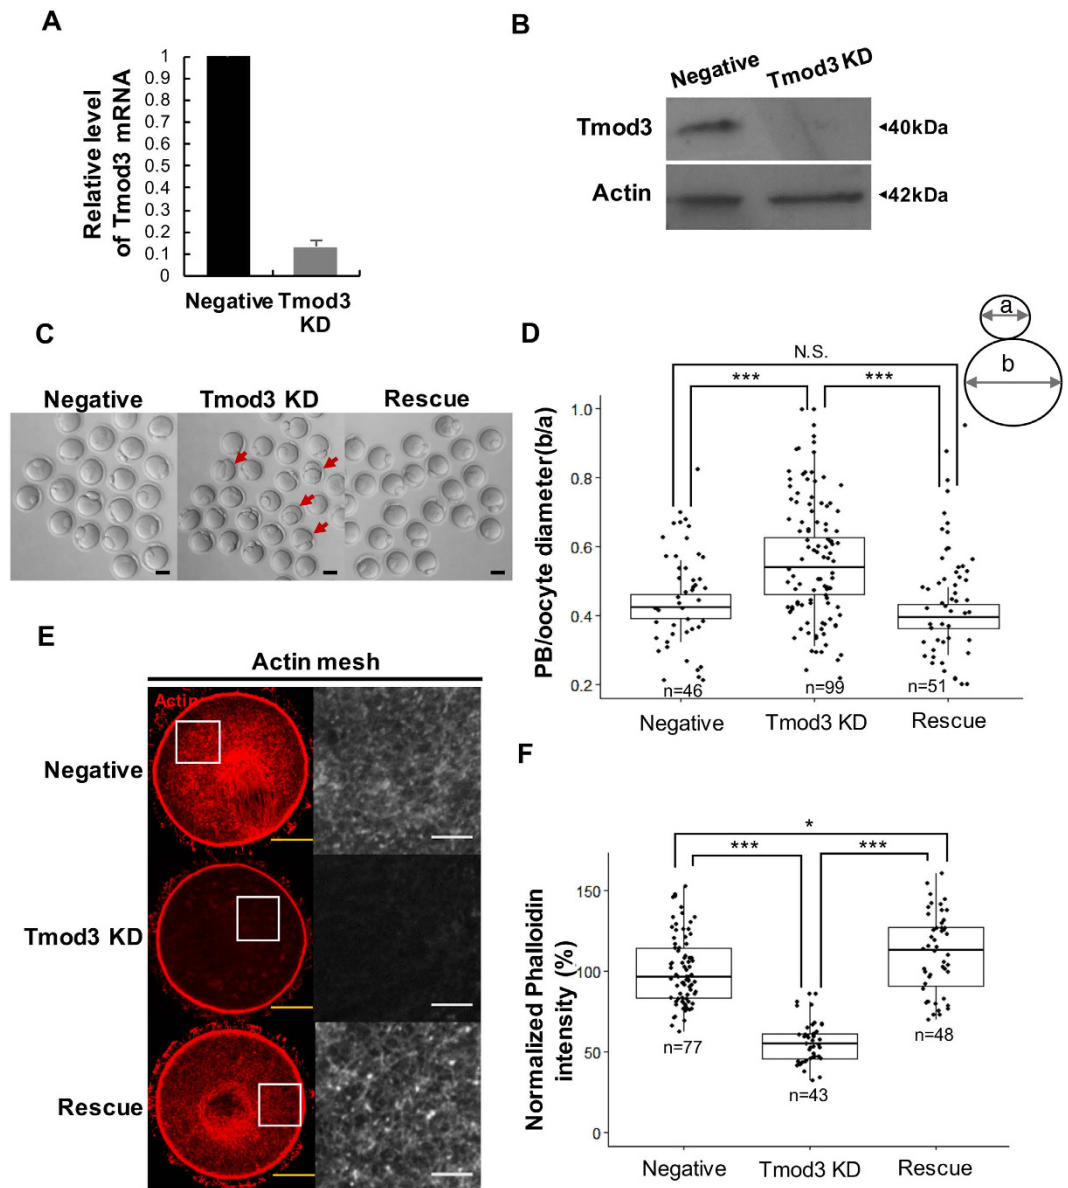 A
Relative level
of Tmod3 mRNA
1
0.9
0.8
0.7
0.6
0.5
0.4
0.3
0.2
0.1
0
Negative Tmod3
KD
B
Negative Tmod3 KD
Tmod3
◄40kDa
Actin
◄42kDa
C
Negative Tmod3 KD Rescue
D
a
b
N.S.
*** ***
PB/oocyte diameter(b/a)
1.0
0.8
0.6
0.4
0.2
n=46 n=99 n=51
Negative Tmod3 KD Rescue
E
Actin mesh
Actin
Negative
Tmod3 KD
Rescue
F
*
*** ***
Normalized Phalloidin
intensity (%)
150
100
50
0
n=77
n=43
n=48
Negative Tmod3 KD Rescue